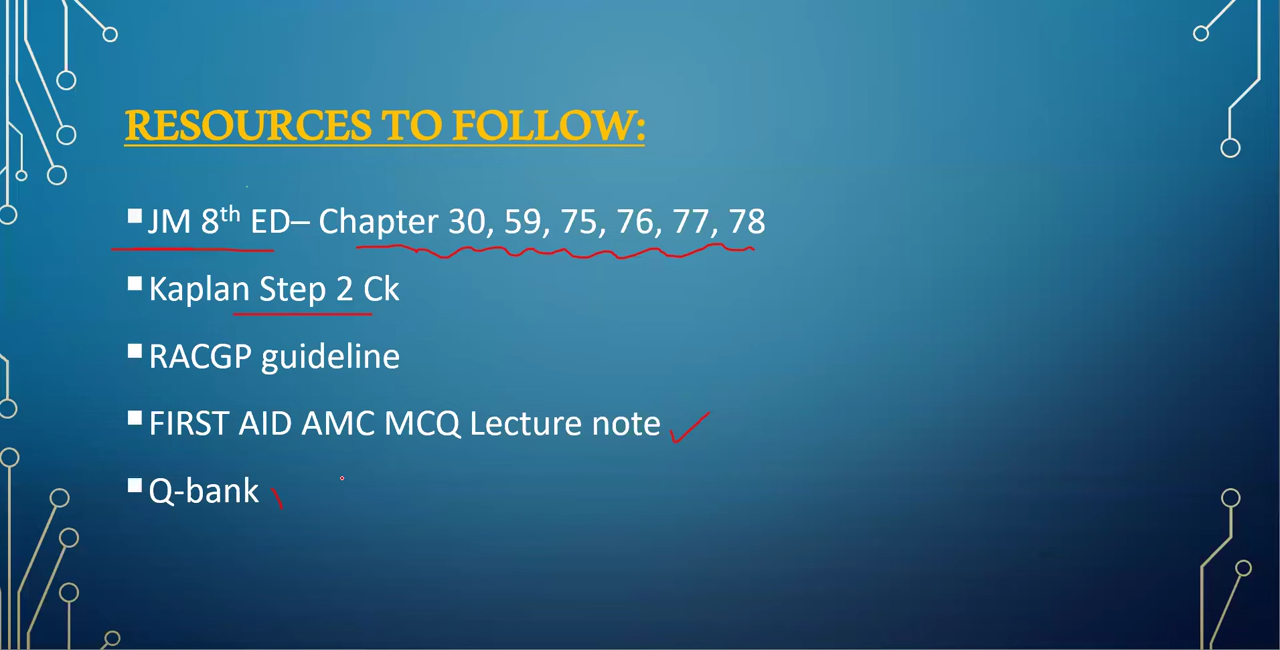 RESOURCES TO FOLLOW:
JM 8th ED– Chapter 30, 59, 75, 76, 77, 78
Kaplan Step 2 Ck
RACGP guideline
FIRST AID AMC MCQ Lecture note
Q-bank